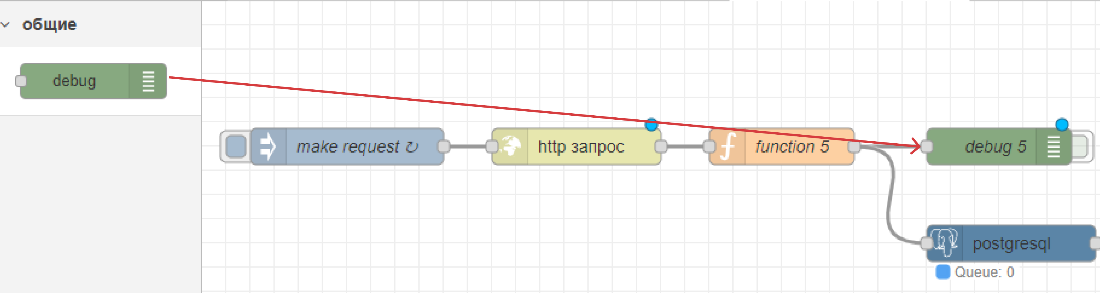 общие
debug
make request ↻
http запрос
function 5
debug 5
postgresql
Queue: 0